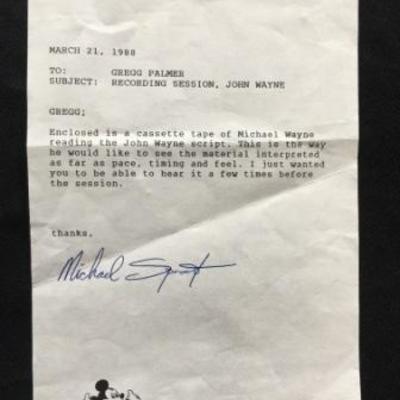 MARCH 21, 1988
TO: GREGG PALMER
SUBJECT: RECORDING SESSION, JOHN WAYNE
GREGG;
Enclosed is a cassette tape of Michael Wayne
reading the John Wayne script. This is the way
he would like to see the material interpreted
as far as pace, timing and feel. I just wanted
you to be able to hear it a few times before
the session.
thanks,
Michael